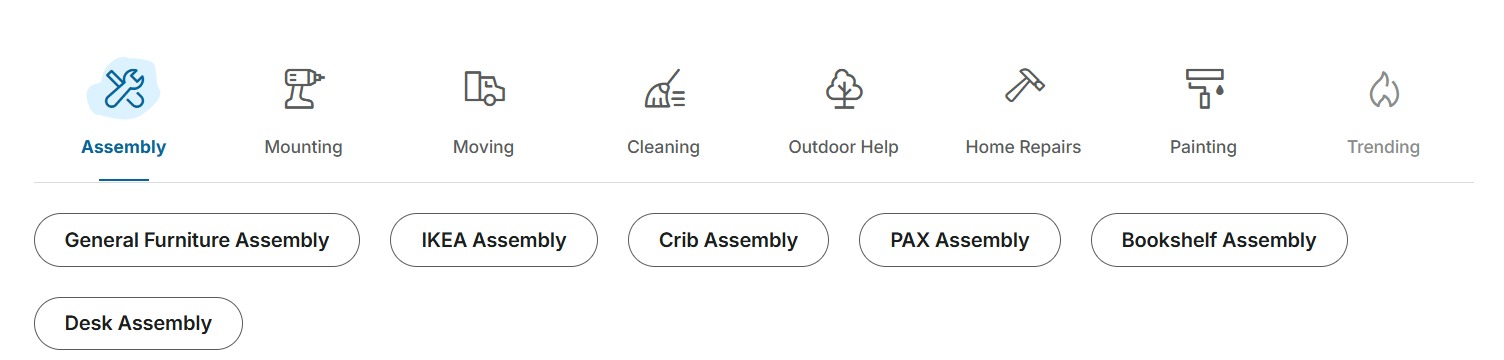 Assembly Mounting Moving Cleaning Outdoor Help Home Repairs Painting Trending
General Furniture Assembly IKEA Assembly Crib Assembly PAX Assembly Bookshelf Assembly
Desk Assembly